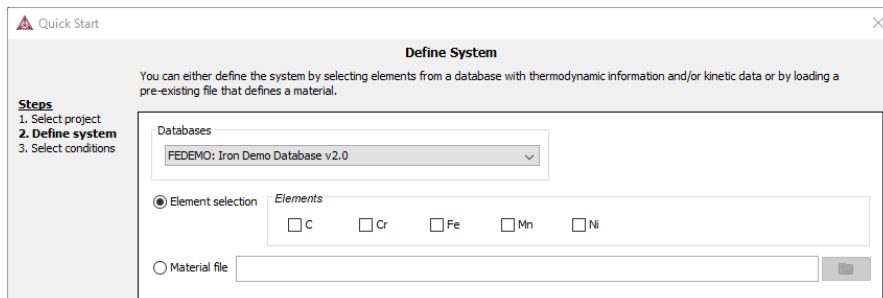 Quick Start
Define System
You can either define the system by selecting elements from a database with thermodynamic information and/or kinetic data or by loading a
pre-existing file that defines a material.
Steps
1. Select project
2. Define system
3. Select conditions
Databases
FEDEMO: Iron Demo Database v2.0
Element selection
Elements
C Cr Fe Mn Ni
Material file